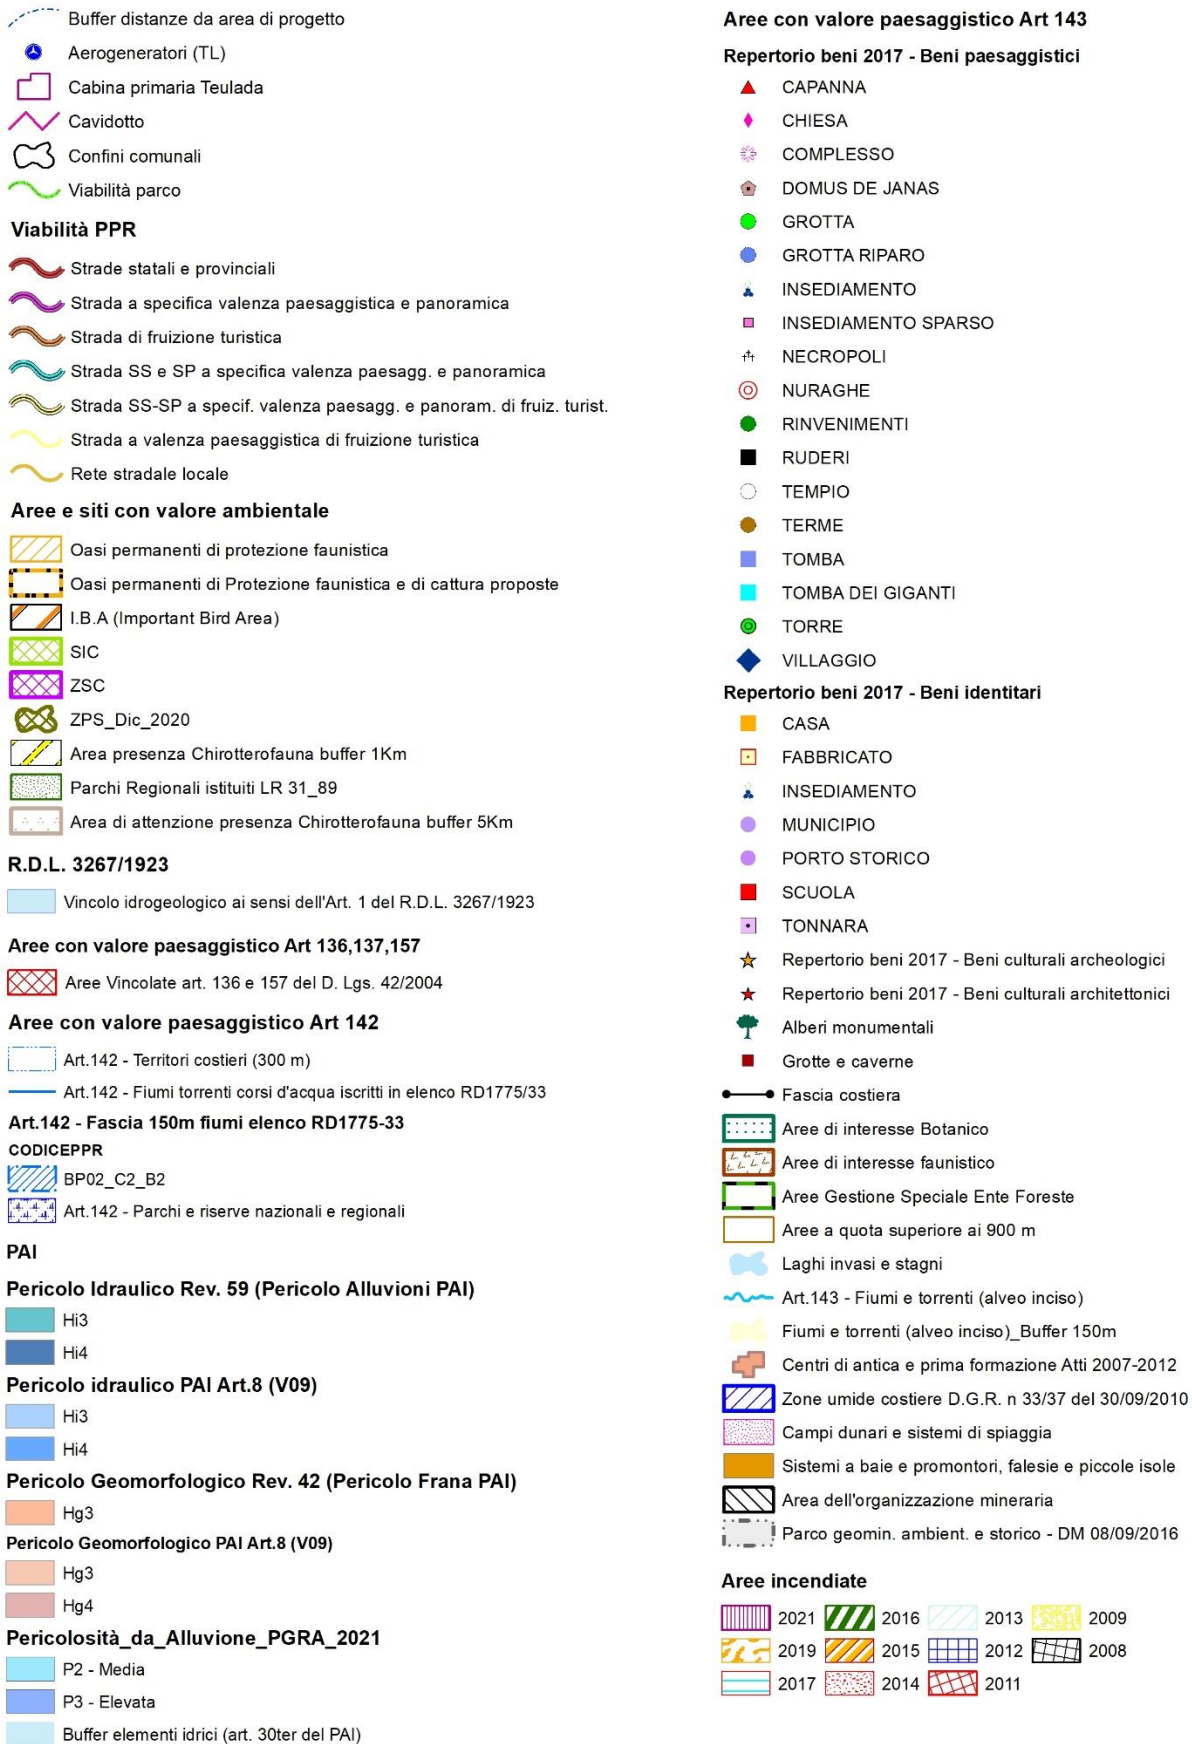 Buffer distanze da area di progetto
Aerogeneratori (TL)
Cabina primaria Teulada
Cavidotto
Confini comunali
Viabilità parco
Viabilità PPR
Strade statali e provinciali
Strada a specifica valenza paesaggistica e panoramica
Strada di fruizione turistica
Strada SS e SP a specifica valenza paesagg. e panoramica
Strada SS-SP a specif. valenza paesagg. e panoram. di fruiz. turist.
Strada a valenza paesaggistica di fruizione turistica
Rete stradale locale
Aree e siti con valore ambientale
Oasi permanenti di protezione faunistica
Oasi permanenti di Protezione faunistica e di cattura proposte
I.B.A (Important Bird Area)
SIC
ZSC
ZPS_Dic_2020
Area presenza Chirotterofauna buffer 1Km
Parchi Regionali istituiti LR 31_89
Area di attenzione presenza Chirotterofauna buffer 5Km
R.D.L. 3267/1923
Vincolo idrogeologico ai sensi dell'Art. 1 del R.D.L. 3267/1923
Aree con valore paesaggistico Art 136,137,157
Aree Vincolate art. 136 e 157 del D. Lgs. 42/2004
Aree con valore paesaggistico Art 142
Art.142 - Territori costieri (300 m)
Art.142 - Fiumi torrenti corsi d'acqua iscritti in elenco RD1775/33
Art.142 - Fascia 150m fiumi elenco RD1775-33
CODICEPPR
BP02_C2_B2
Art.142 - Parchi e riserve nazionali e regionali
PAI
Pericolo Idraulico Rev. 59 (Pericolo Alluvioni PAI)
Hi3
Hi4
Pericolo idraulico PAI Art.8 (V09)
Hi3
Hi4
Pericolo Geomorfologico Rev. 42 (Pericolo Frana PAI)
Hg3
Pericolo Geomorfologico PAI Art.8 (V09)
Hg3
Hg4
Pericolosità_da_Alluvione_PGRA_2021
P2 - Media
P3 - Elevata
Buffer elementi idrici (art. 30ter del PAI)
Aree con valore paesaggistico Art 143
Repertorio beni 2017 - Beni paesaggistici
CAPANNA
CHIESA
COMPLESSO
DOMUS DE JANAS
GROTTA
GROTTA RIPARO
INSEDIAMENTO
INSEDIAMENTO SPARSO
NECROPOLI
NURAGHE
RINVENIMENTI
RUDERI
TEMPIO
TERME
TOMBA
TOMBA DEI GIGANTI
TORRE
VILLAGGIO
Repertorio beni 2017 - Beni identitari
CASA
FABBRICATO
INSEDIAMENTO
MUNICIPIO
PORTO STORICO
SCUOLA
TONNARA
Repertorio beni 2017 - Beni culturali archeologici
Repertorio beni 2017 - Beni culturali architettonici
Alberi monumentali
Grotte e caverne
Fascia costiera
Aree di interesse Botanico
Aree di interesse faunistico
Aree Gestione Speciale Ente Foreste
Aree a quota superiore ai 900 m
Laghi invasi e stagni
Art.143 - Fiumi e torrenti (alveo inciso)
Fiumi e torrenti (alveo inciso)_Buffer 150m
Centri di antica e prima formazione Atti 2007-2012
Zone umide costiere D.G.R. n 33/37 del 30/09/2010
Campi dunari e sistemi di spiaggia
Sistemi a baie e promontori, falesie e piccole isole
Area dell'organizzazione mineraria
Parco geomin. ambient. e storico - DM 08/09/2016
Aree incendiate
2021 2016 2013 2009
2019 2015 2012 2008
2017 2014 2011